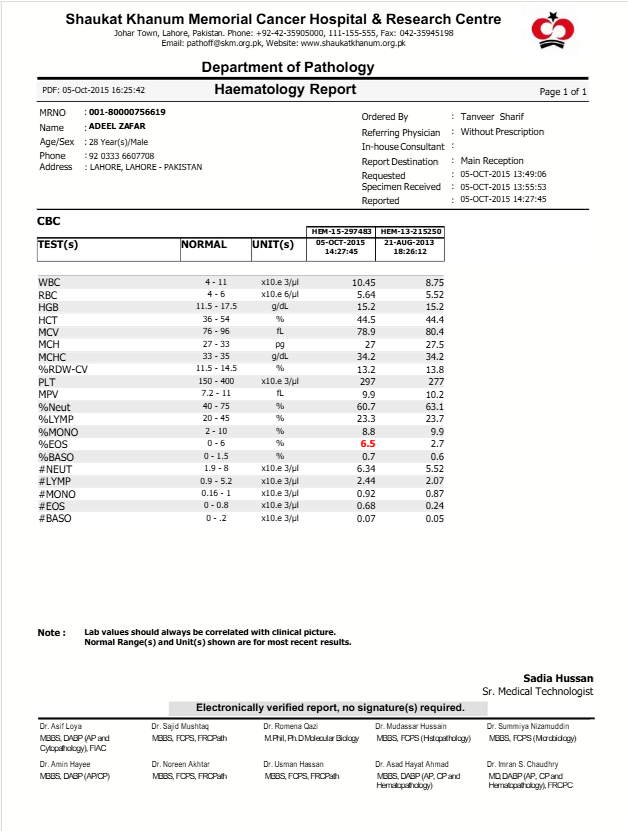 Shaukat Khanum Memorial Cancer Hospital & Research Centre
Johar Town, Lahore, Pakistan. Phone: +92-42-35905000, 111-155-555, Fax: 042-35945198
Email: pathoff@skm.org.pk, Website: www.shaukatkhanum.org.pk
Department of Pathology
PDF: 05-Oct-2015 16:25:42 Haematology Report Page 1 of 1
MRNO : 001-80000756619
Name : ADEEL ZAFAR
Age/Sex : 28 Year(s)/Male
Phone : 92 0333 6607708
Address : LAHORE, LAHORE - PAKISTAN
Ordered By : Tanveer Sharif
Referring Physician : Without Prescription
In-house Consultant :
Report Destination : Main Reception
Requested : 05-OCT-2015 13:49:06
Specimen Received : 05-OCT-2015 13:55:53
Reported : 05-OCT-2015 14:27:45
CBC
HEM-15-297483 HEM-13-215250
TEST(s) NORMAL UNIT(s) 05-OCT-2015 21-AUG-2013
14:27:45 18:26:12
WBC 4 - 11 x10.e 3/µl 10.45 8.75
RBC 4 - 6 x10.e 6/µl 5.64 5.52
HGB 11.5 - 17.5 g/dL 15.2 15.2
HCT 36 - 54 % 44.5 44.4
MCV 76 - 96 fL 78.9 80.4
MCH 27 - 33 pg 27 27.5
MCHC 33 - 35 g/dL 34.2 34.2
%RDW-CV 11.5 - 14.5 % 13.2 13.8
PLT 150 - 400 x10.e 3/µl 297 277
MPV 7.2 - 11 fL 9.9 10.2
%Neut 40 - 75 % 60.7 63.1
%LYMP 20 - 45 % 23.3 23.7
%MONO 2 - 10 % 8.8 9.9
%EOS 0 - 6 % 6.5 2.7
%BASO 0 - 1.5 % 0.7 0.6
#NEUT 1.9 - 8 x10.e 3/µl 6.34 5.52
#LYMP 0.9 - 5.2 x10.e 3/µl 2.44 2.07
#MONO 0.16 - 1 x10.e 3/µl 0.92 0.87
#EOS 0 - 0.8 x10.e 3/µl 0.68 0.24
#BASO 0 - .2 x10.e 3/µl 0.07 0.05
Note : Lab values should always be correlated with clinical picture.
Normal Range(s) and Unit(s) shown are for most recent results.
Sadia Hussan
Sr. Medical Technologist
Electronically verified report, no signature(s) required.
Dr. Asif Loya Dr. Sajid Mushtaq Dr. Romena Qazi Dr. Mudassar Hussain Dr. Summiya Nizamuddin
MBBS, DABP (AP and MBBS, FCPS, FRCPath M.Phil, Ph.D Molecular Biology MBBS, FCPS (Histopathology) MBBS, FCPS (Microbiology)
Cytopathology), FIAC
Dr. Amin Hayee Dr. Noreen Akhtar Dr. Usman Hassan Dr. Asad Hayat Ahmad Dr. Imran S. Chaudhry
MBBS, DABP (AP/CP) MBBS, FCPS, FRCPath MBBS, FCPS, FRCPath MBBS, DABP (AP, CP and MD, DABP (AP, CP and
Hematopathology) Hematopathology), FRCPC